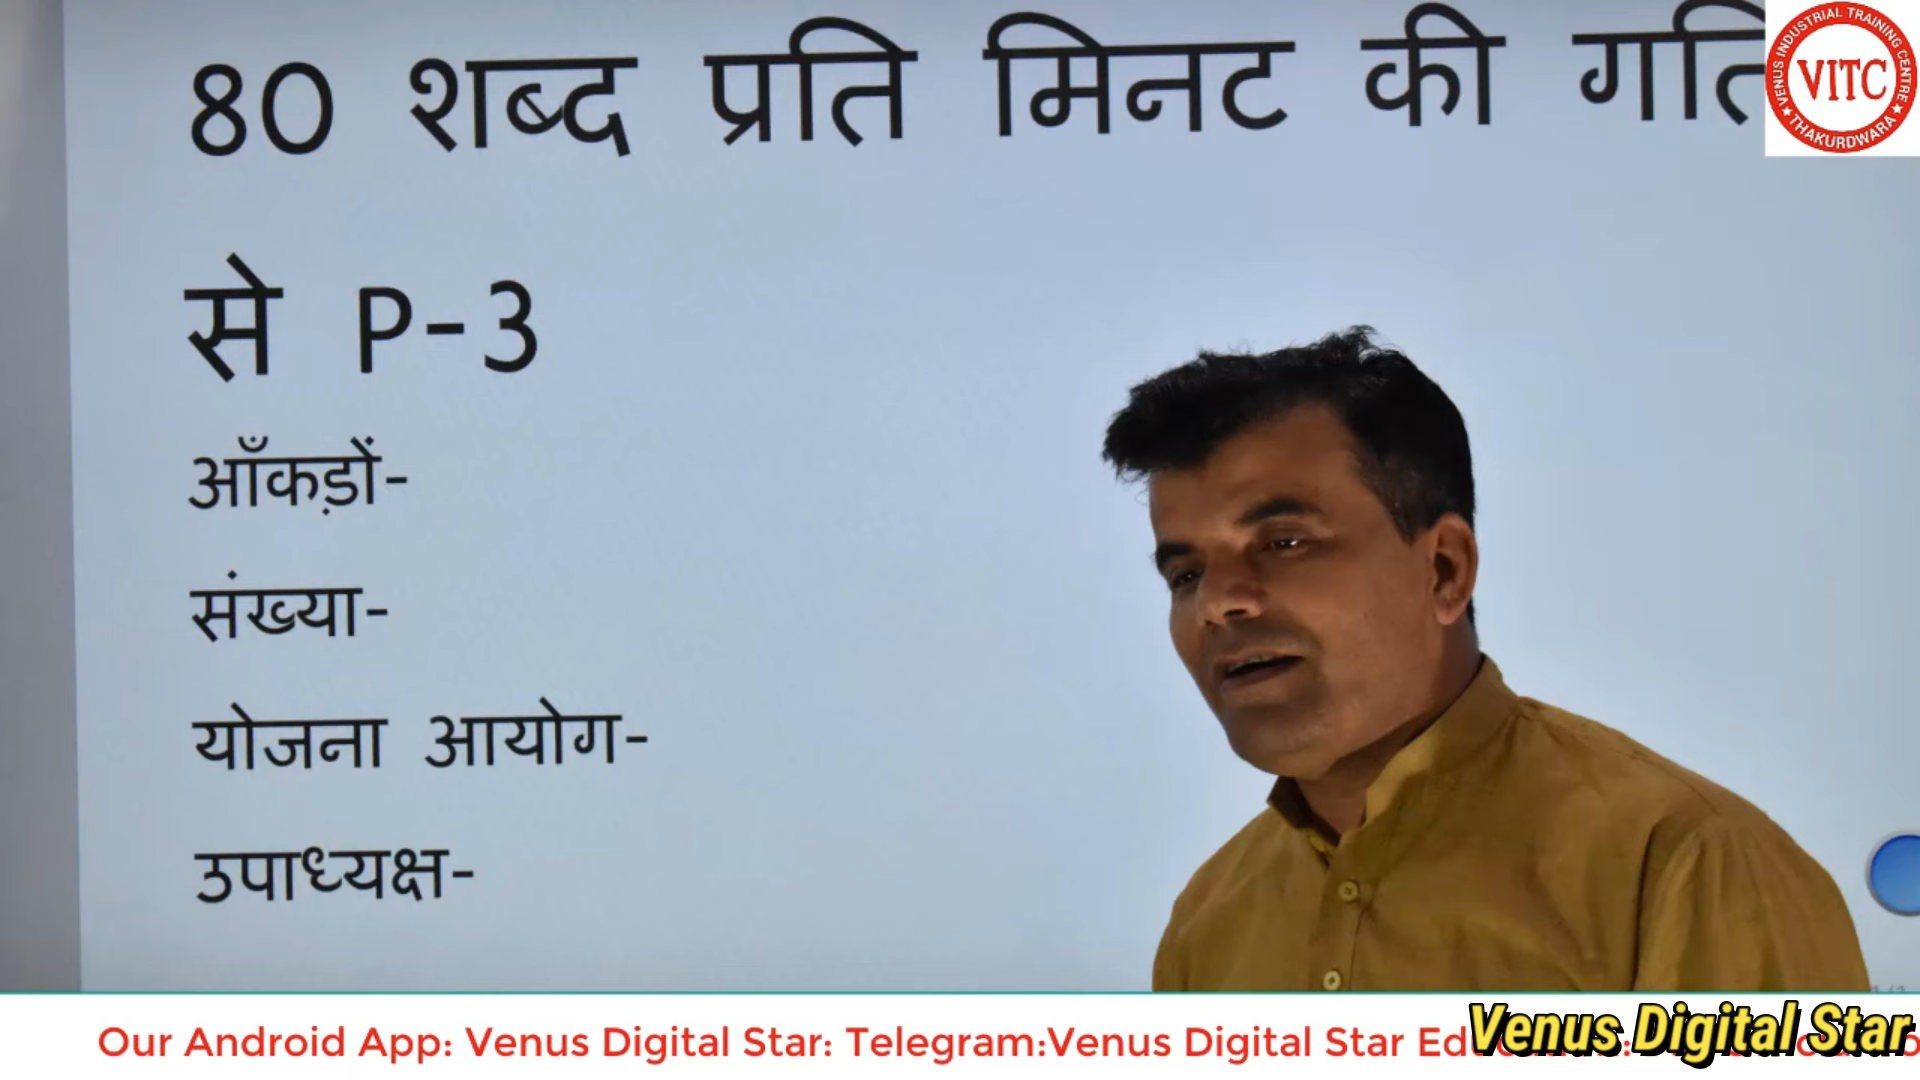 80 शब्द प्रति मिनट की गति
VENUS INDUSTRIAL TRAINING CENTRE
VITC
THAKURDWARA
से P-3
आँकड़ों-
संख्या-
योजना आयोग-
उपाध्यक्ष-
Our Android App: Venus Digital Star: Telegram:Venus Digital Star
Venus Digital Star